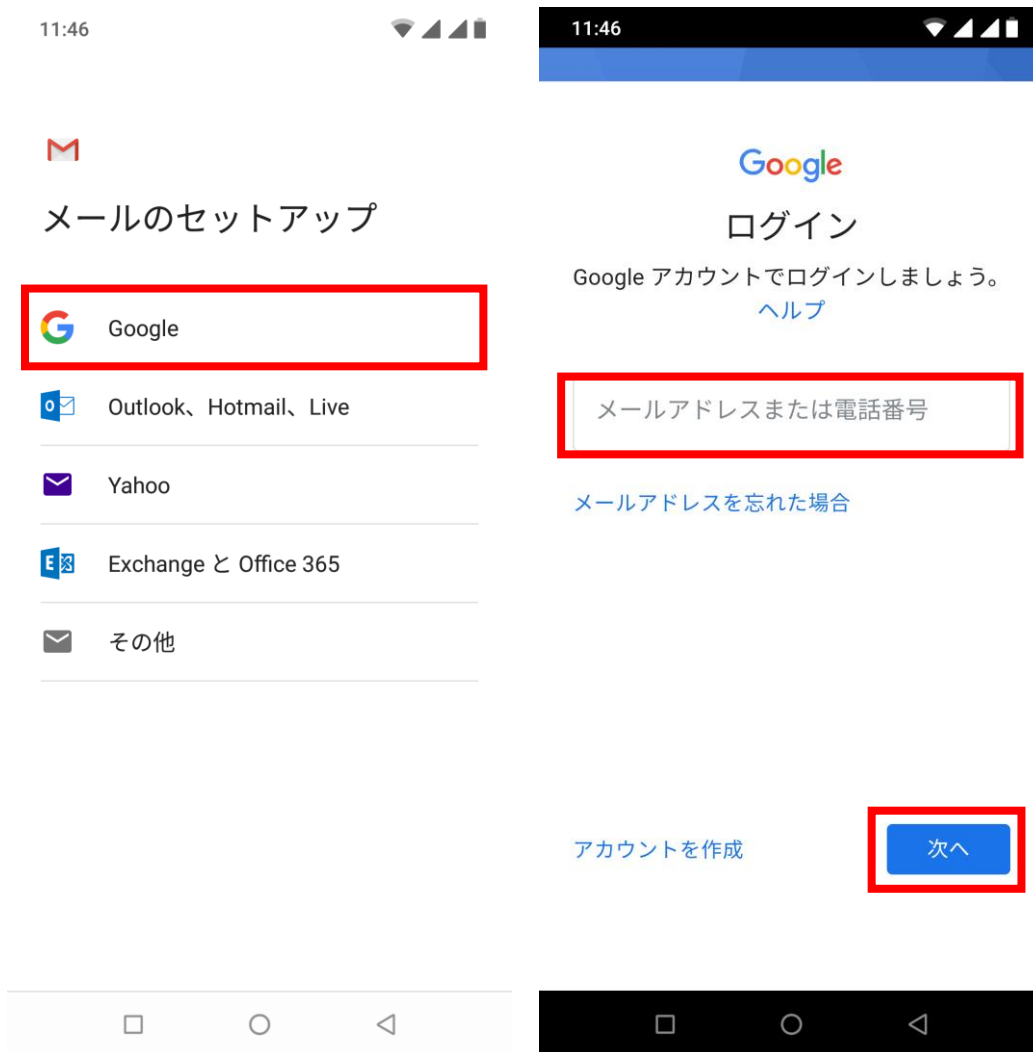 11:46
メールのセットアップ
Google
Outlook、Hotmail、Live
Yahoo
Exchange と Office 365
その他
11:46
Google
ログイン
Google アカウントでログインしましょう。
ヘルプ
メールアドレスまたは電話番号
メールアドレスを忘れた場合
アカウントを作成
次へ